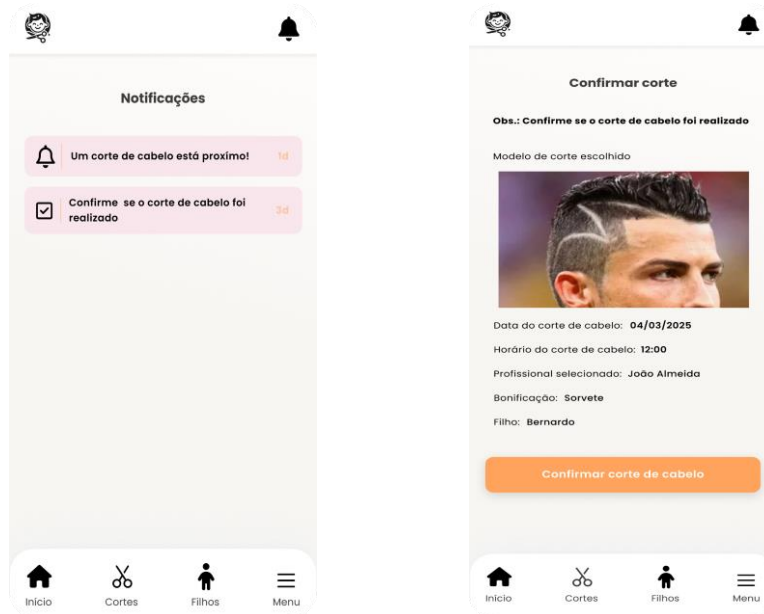 Notificações
Um corte de cabelo está proxímo!
1d
Confirme se o corte de cabelo foi
realizado
3d
Início
Cortes
Filhos
Menu
Confirmar corte
Obs.: Confirme se o corte de cabelo foi realizado
Modelo de corte escolhido
Data do corte de cabelo: 04/03/2025
Horário do corte de cabelo: 12:00
Profissional selecionado: João Almeida
Bonificação: Sorvete
Filho: Bernardo
Confirmar corte de cabelo
Início
Cortes
Filhos
Menu